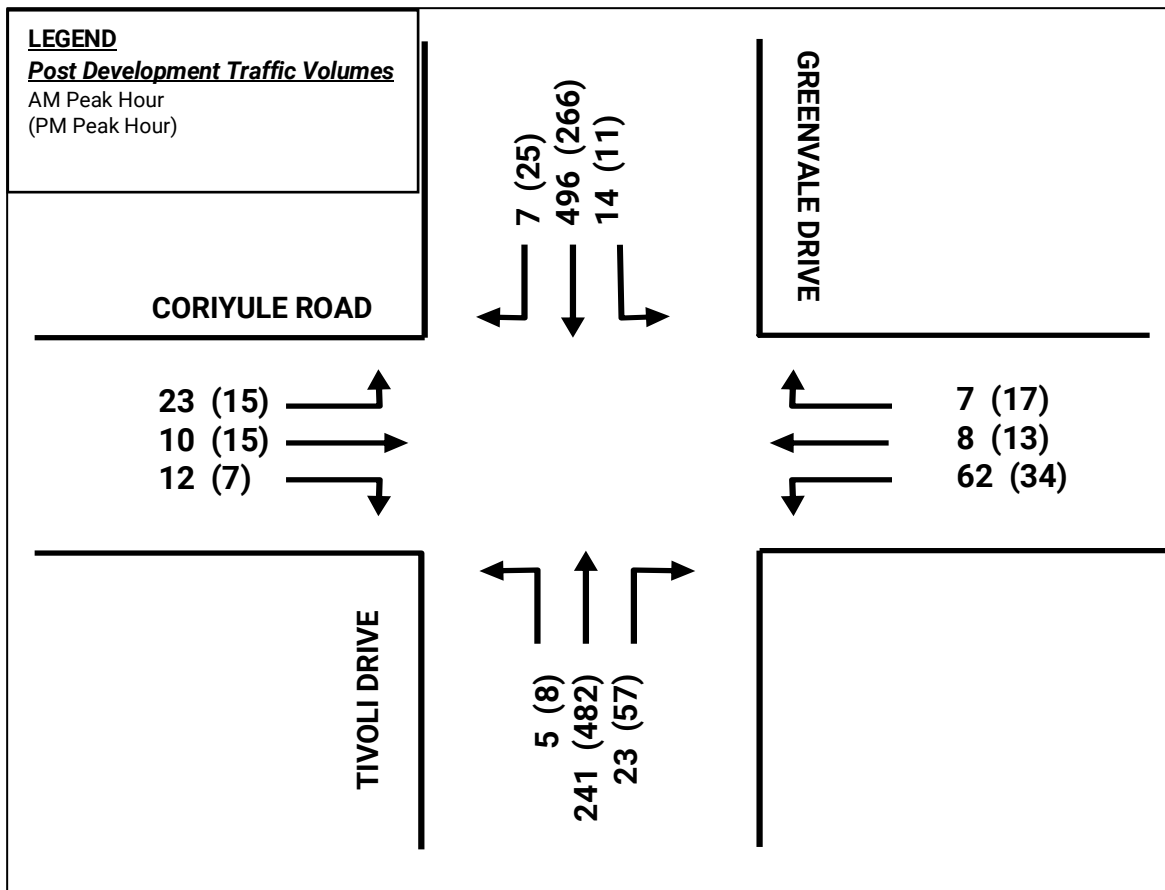 LEGEND
Post Development Traffic Volumes
AM Peak Hour
(PM Peak Hour)
7 (25)
496 (266)
14 (11)
GREENVALE DRIVE
CORIYULE ROAD
23 (15)
10 (15)
12 (7)
7 (17)
8 (13)
62 (34)
TIVOLI DRIVE
5 (8)
241 (482)
23 (57)